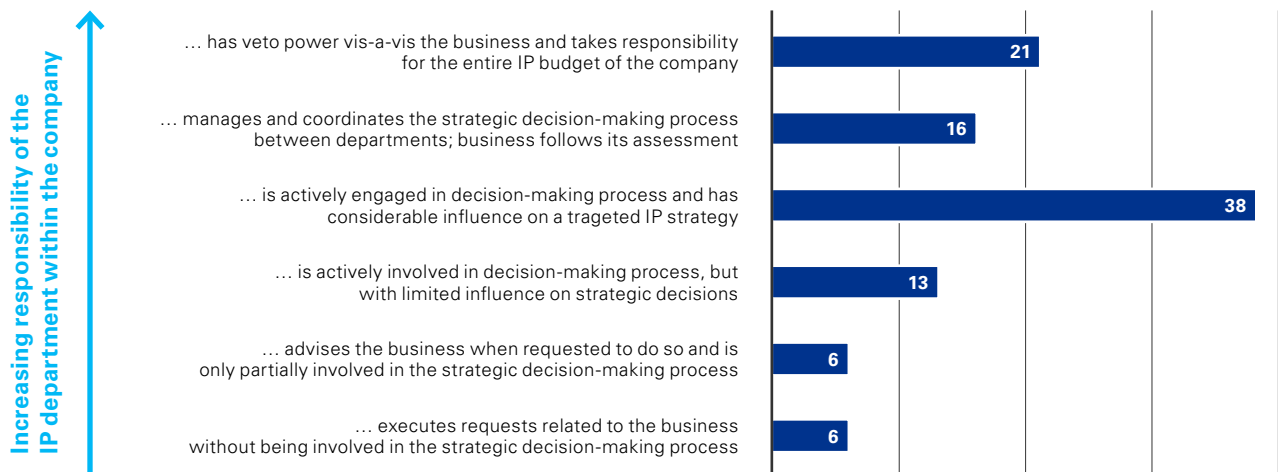 Increasing responsibility of the
IP department within the company
… has veto power vis-a-vis the business and takes responsibility
for the entire IP budget of the company
21
… manages and coordinates the strategic decision-making process
between departments; business follows its assessment
16
… is actively engaged in decision-making process and has
considerable influence on a trageted IP strategy
38
… is actively involved in decision-making process, but
with limited influence on strategic decisions
13
… advises the business when requested to do so and is
only partially involved in the strategic decision-making process
6
… executes requests related to the business
without being involved in the strategic decision-making process
6